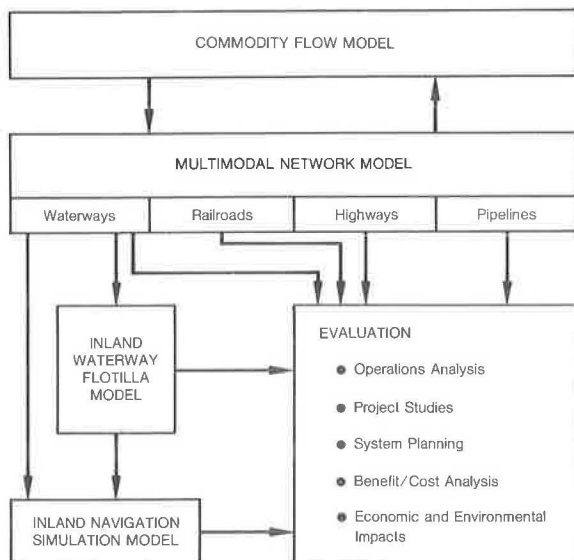 COMMODITY FLOW MODEL
MULTIMODAL NETWORK MODEL
Waterways
Railroads
Highways
Pipelines
INLAND
WATERWAY
FLOTILLA
MODEL
EVALUATION
● Operations Analysis
● Project Studies
● System Planning
● Benefit/Cost Analysis
● Economic and Environmental
Impacts
INLAND NAVIGATION
SIMULATION MODEL